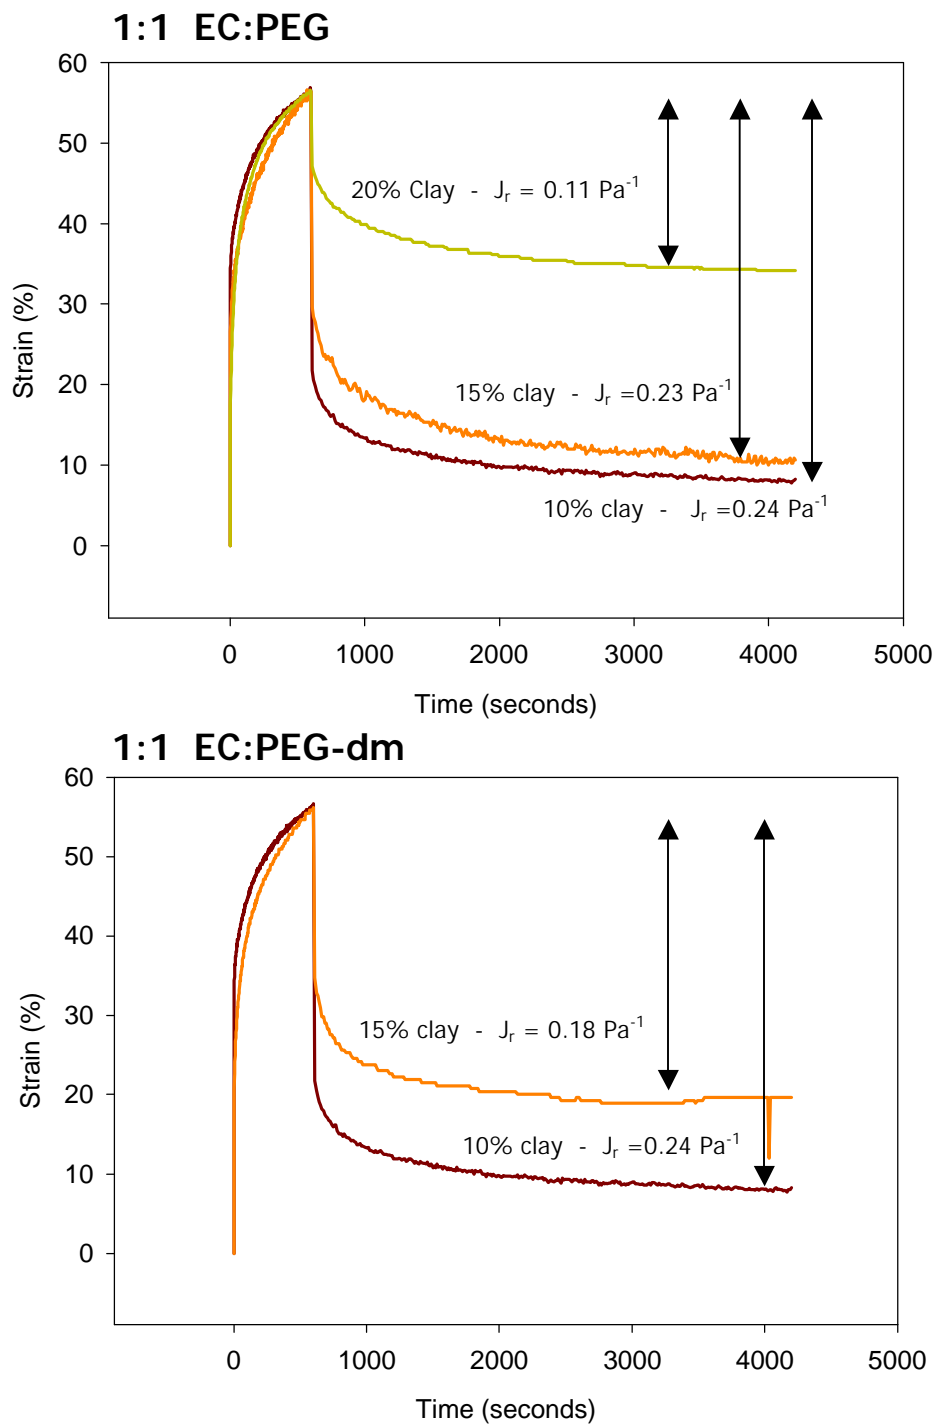 1:1 EC:PEG
60
50
40
30
20
10
0
Strain (%)
20% Clay - Jr = 0.11 Pa-1
15% clay - Jr =0.23 Pa-1
10% clay - Jr =0.24 Pa-1
0 1000 2000 3000 4000 5000
Time (seconds)
1:1 EC:PEG-dm
60
50
40
30
20
10
0
Strain (%)
15% clay - Jr = 0.18 Pa-1
10% clay - Jr =0.24 Pa-1
0 1000 2000 3000 4000 5000
Time (seconds)